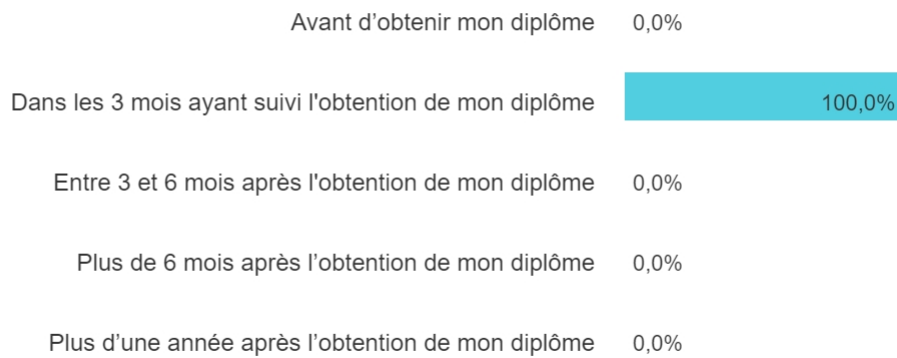 Avant d’obtenir mon diplôme 0,0%
Dans les 3 mois ayant suivi l'obtention de mon diplôme 100,0%
Entre 3 et 6 mois après l'obtention de mon diplôme 0,0%
Plus de 6 mois après l’obtention de mon diplôme 0,0%
Plus d’une année après l’obtention de mon diplôme 0,0%